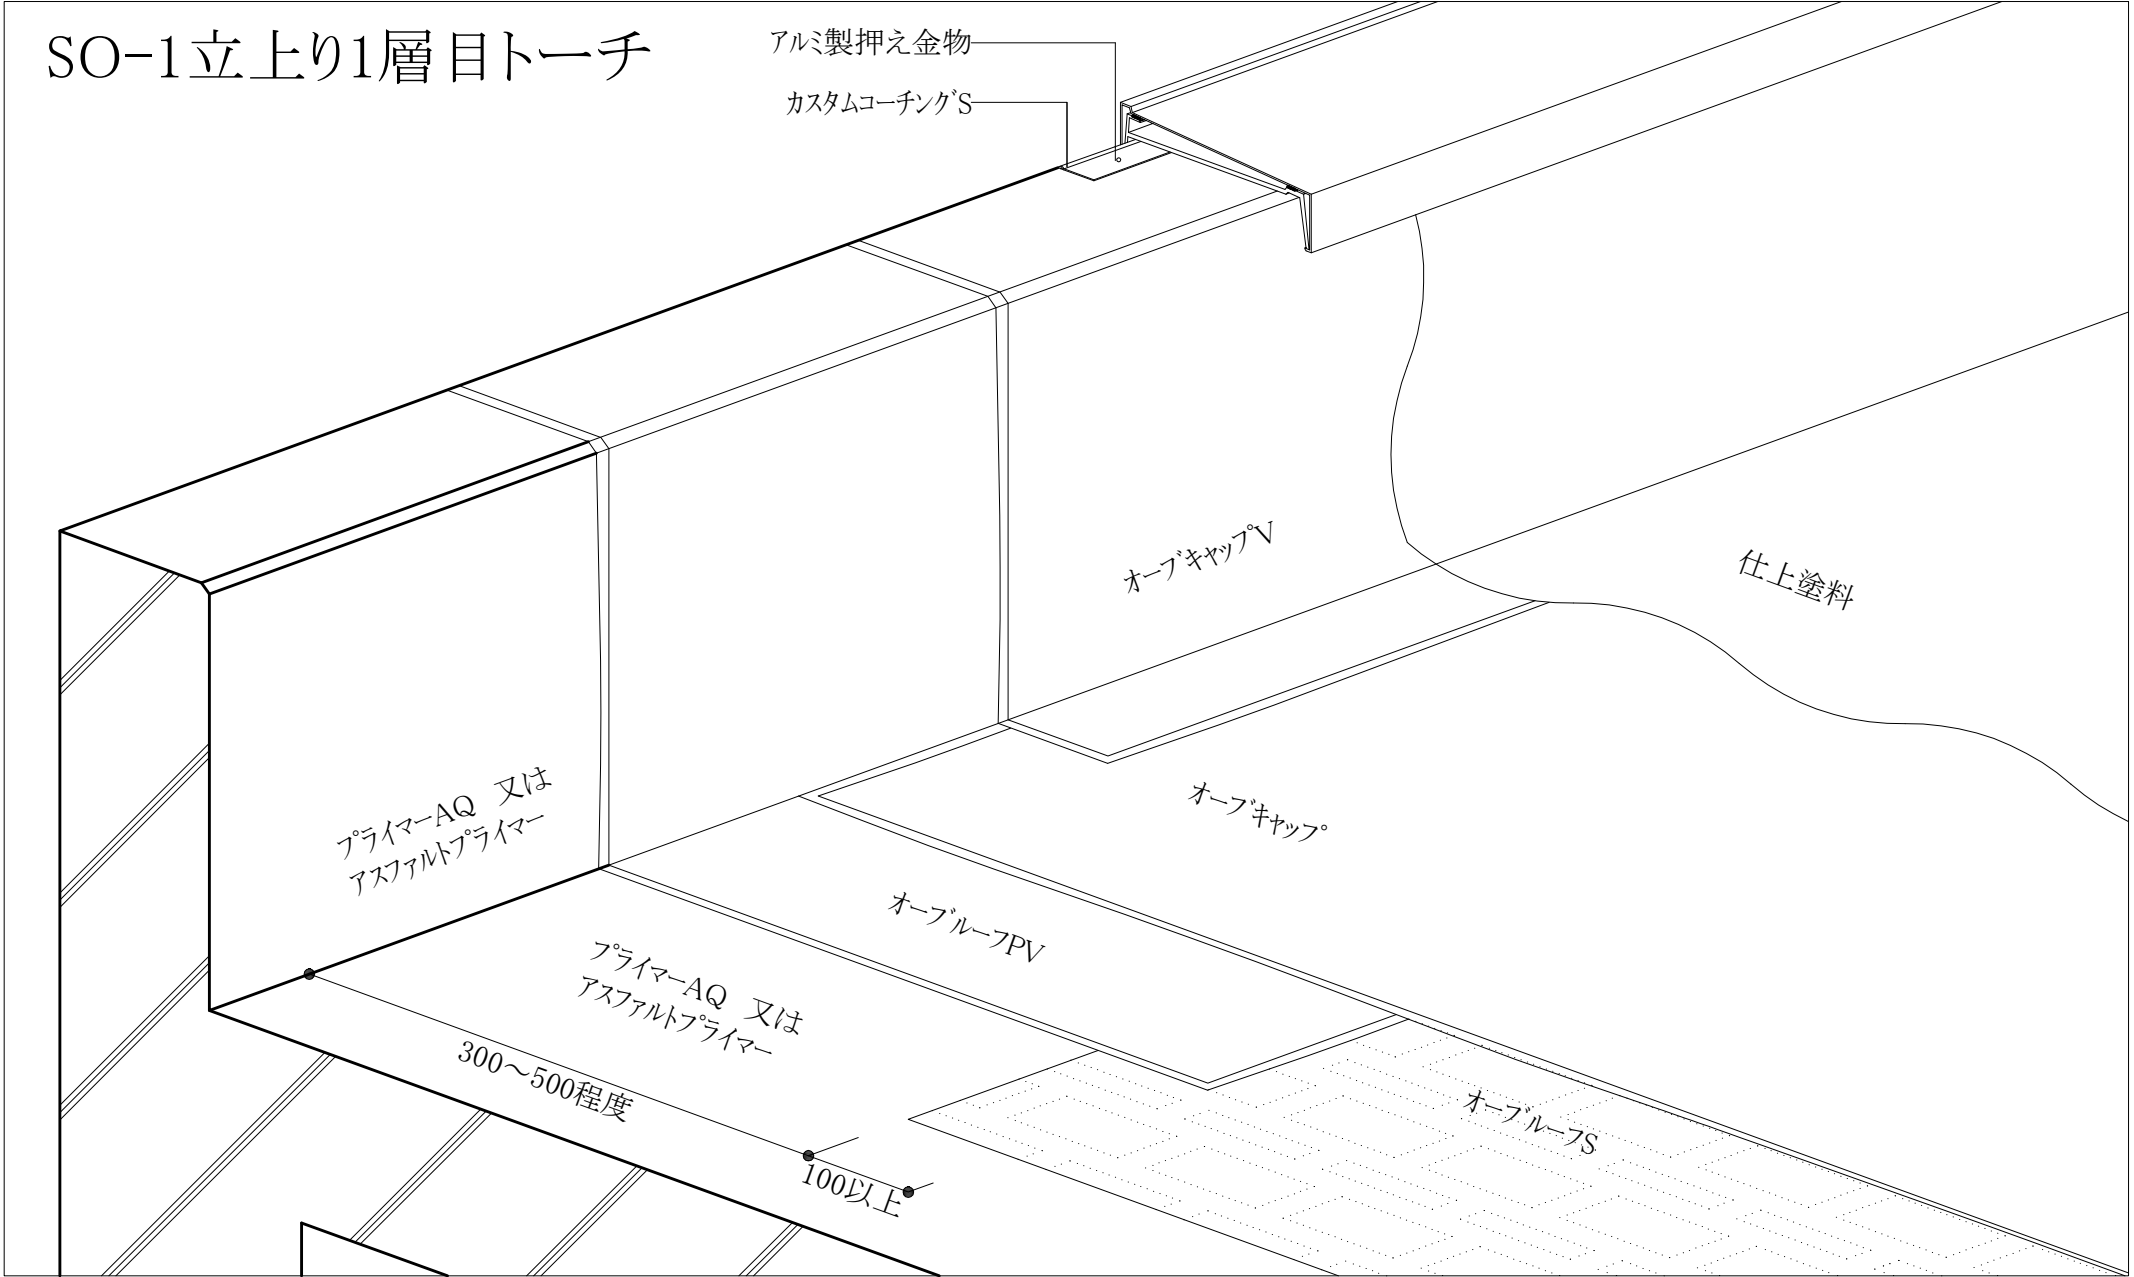 SO-1立上り1層目トーチ
アルミ製押え金物
カスタムコーチングS
オーブキャップV
仕上塗料
プライマーAQ 又は
アスファルトプライマー
オーブキャップ
オーブルーフPV
プライマーAQ 又は
アスファルトプライマー
300〜500程度
オーブルーフS
100以上